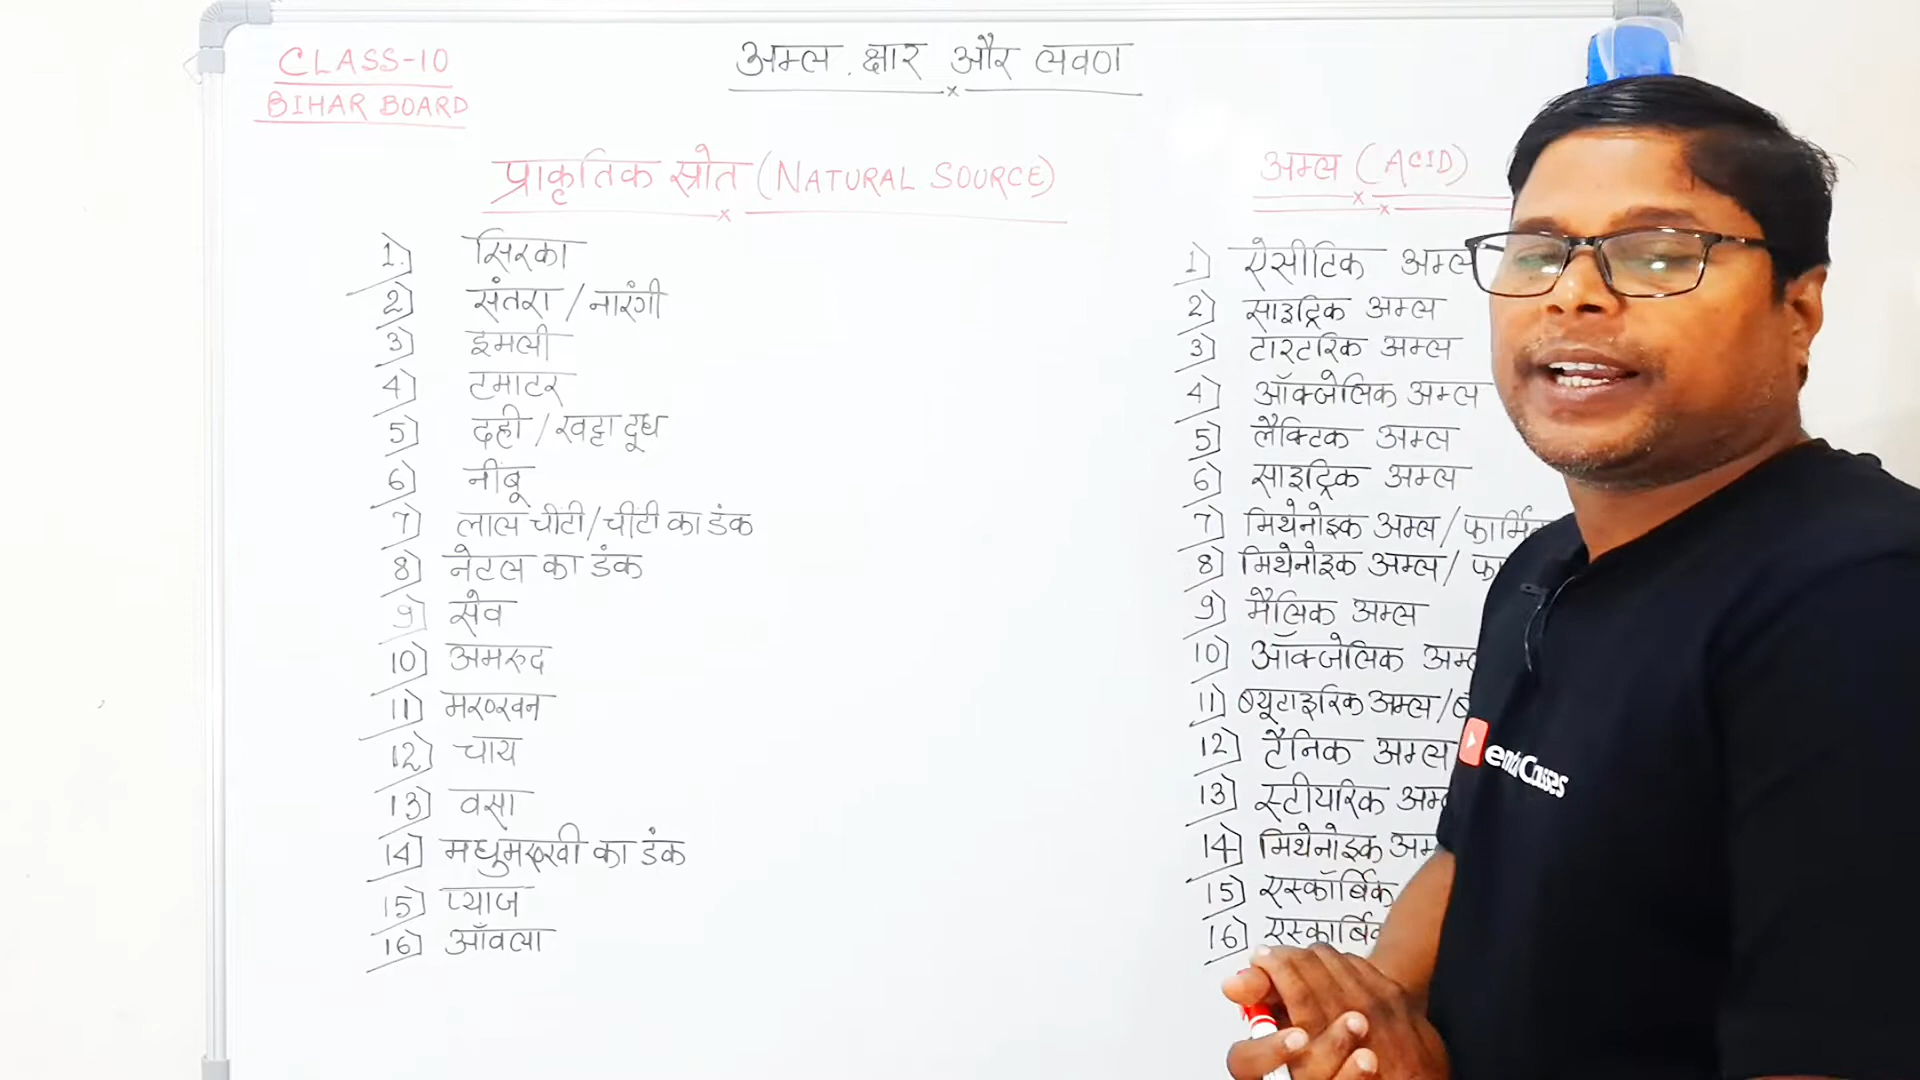 CLASS-10
BIHAR BOARD
अम्ल, क्षार और लवण
प्राकृतिक स्रोत (NATURAL SOURCE)
1) सिरका
2) संतरा / नारंगी
3) इमली
4) टमाटर
5) दही / खट्टा दूध
6) नींबू
7) लाल चींटी / चींटी का डंक
8) नेटल का डंक
9) सेव
10) अमरुद
11) मख्खन
12) चाय
13) वसा
14) मधुमख्खी का डंक
15) प्याज
16) आँवला
अम्ल (ACID)
1) ऐसीटिक अम्ल
2) साइट्रिक अम्ल
3) टारटरिक अम्ल
4) ऑक्जेलिक अम्ल
5) लैक्टिक अम्ल
6) साइट्रिक अम्ल
7) मिथेनोइक अम्ल /
8) मिथेनोइक अम्ल /
9) मैलिक अम्ल
10) ऑक्जेलिक
11) ब्यूटाइरिक अम्ल /
12) टैनिक अम्ल
13) स्टीयरिक
14) मिथेनोइक
15) एस्कॉर्बिक
16)